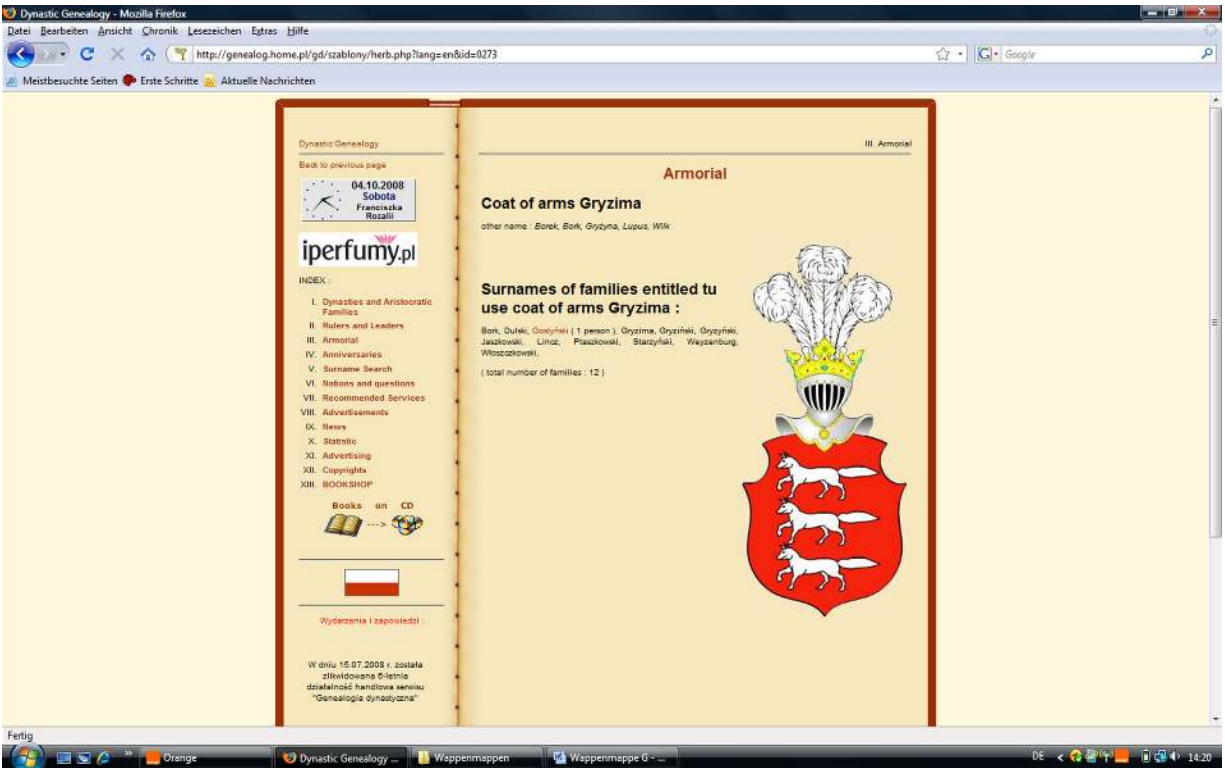 Dynastic Genealogy - Mozilla Firefox
Datei Bearbeiten Ansicht Chronik Lesezeichen Extras Hilfe
http://genealog.home.pl/gd/szablony/herb.php?lang=en&id=0273
Google
Meistbesuchte Seiten Erste Schritte Aktuelle Nachrichten
Dynastic Genealogy
Back to previous page
04.10.2008
Sobota
Franciszka
Rozalii
iperfumy.pl
INDEX :
I. Dynasties and Aristocratic
Families
II. Rulers and Leaders
III. Armorial
IV. Anniversaries
V. Surname Search
VI. Notions and questions
VII. Recommended Services
VIII. Advertisements
IX. News
X. Statistic
XI. Advertising
XII. Copyrights
XIII. BOOKSHOP
Books on CD
--->
Wydarzenia i zapowiedzi :
W dniu 15.07.2008 r. została
zlikwidowana 6-letnia
działalność handlowa serwisu
"Genealogia dynastyczna"
III. Armorial
Armorial
Coat of arms Gryzima
other name : Borek, Bork, Gryżyna, Lupus, Wilk
Surnames of families entitled tu
use coat of arms Gryzima :
Bork, Dulski, Gostyński ( 1 person ), Gryzima, Gryziński, Gryzyński,
Jaszkowski, Lincz, Ptaszkowski, Starzyński, Weyzenburg,
Włoszczkowski,
( total number of families : 12 )
Fertig
Orange
Dynastic Genealogy ...
Wappenmappen
Wappenmappe G - ...
DE
14:20